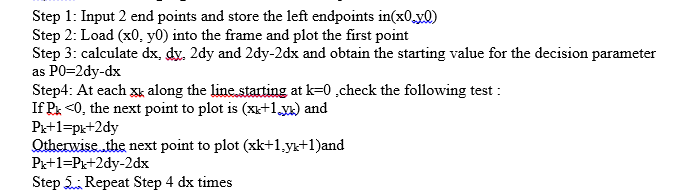 Step 1: Input 2 end points and store the left endpoints in(x0,y0)
Step 2: Load (x0, y0) into the frame and plot the first point
Step 3: calculate dx, dy, 2dy and 2dy-2dx and obtain the starting value for the decision parameter
as P0=2dy-dx
Step4: At each xk along the line,starting at k=0 ,check the following test :
If Pk <0, the next point to plot is (xk+1,yk) and
Pk+1=pk+2dy
Otherwise ,the next point to plot (xk+1,yk+1)and
Pk+1=Pk+2dy-2dx
Step 5 : Repeat Step 4 dx times